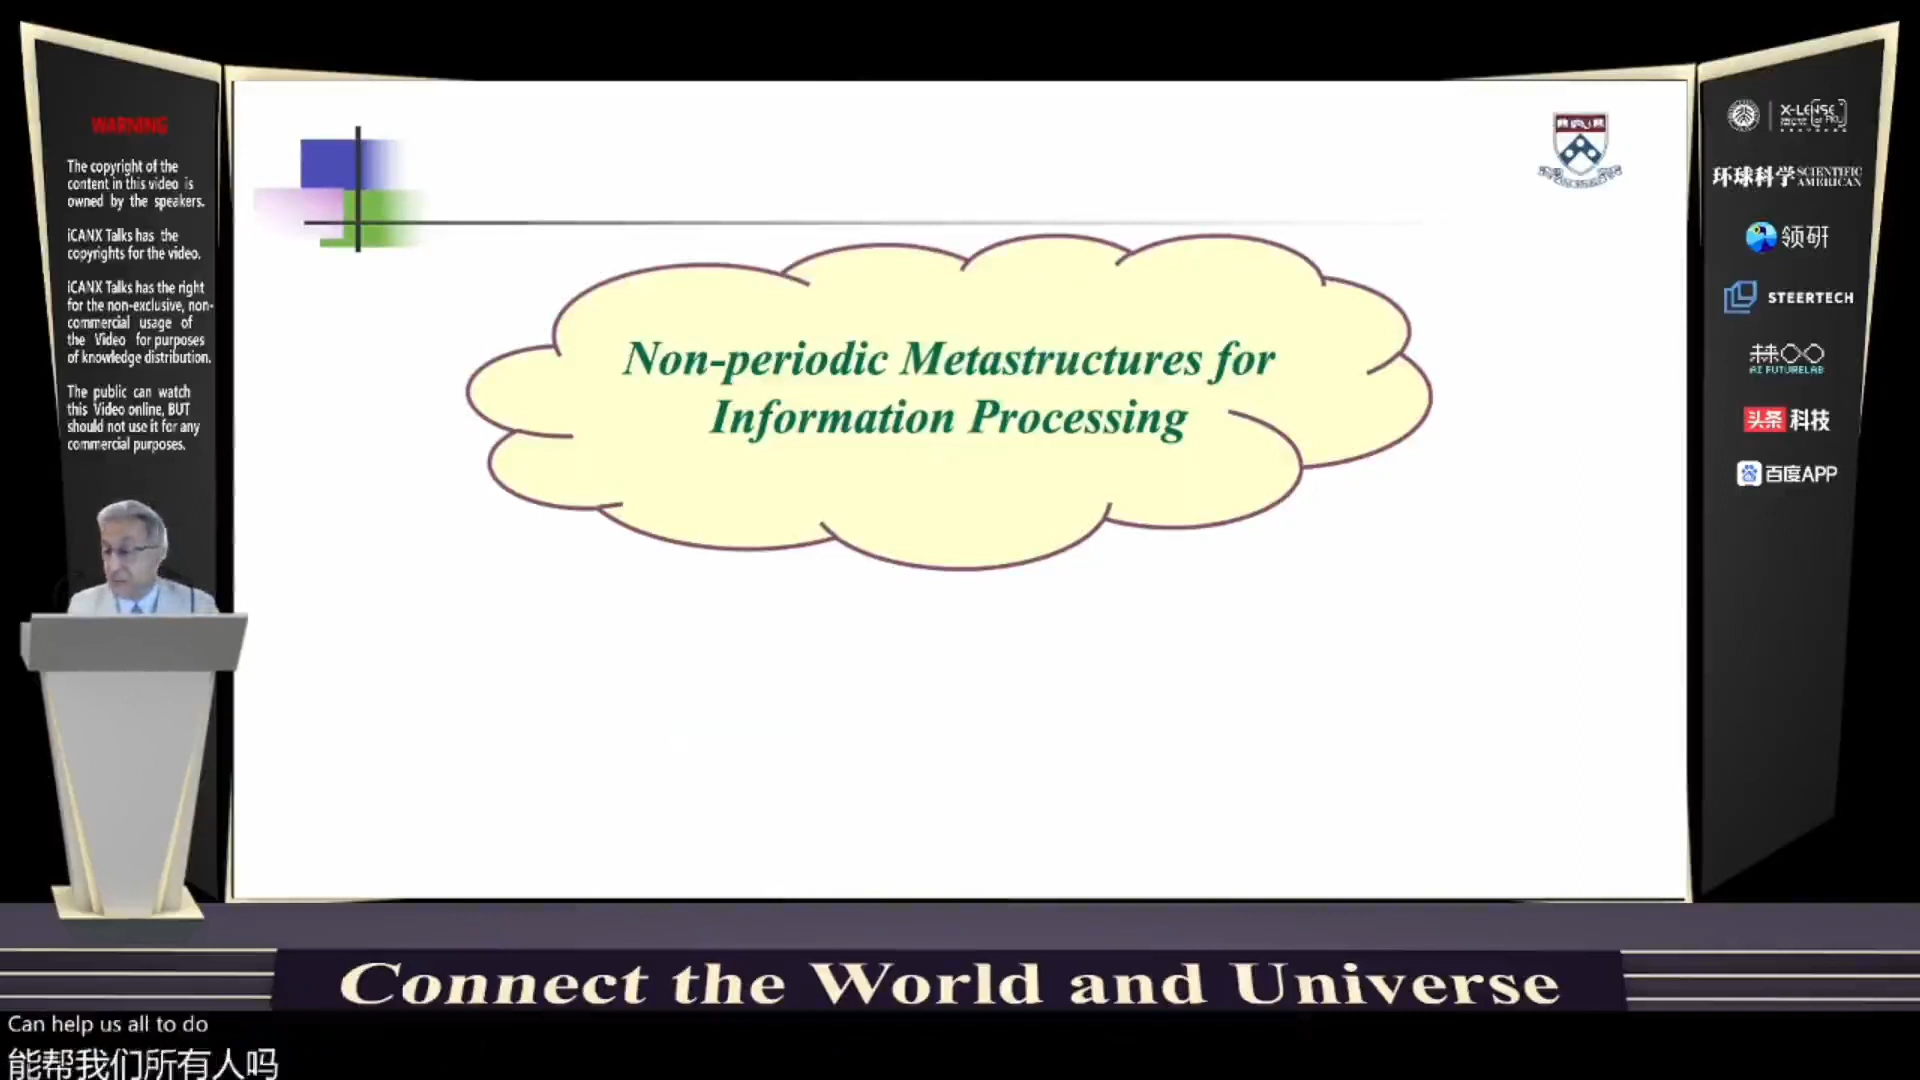 WARNING
The copyright of the
content in this video is
owned by the speakers.
iCANX Talks has the
copyrights for the video.
iCANX Talks has the right
for the non-exclusive, non-
commercial usage of
the Video for purposes
of knowledge distribution.
The public can watch
this Video online, BUT
should not use it for any
commercial purposes.
Non-periodic Metastructures for
Information Processing
X-LENSE
环球科学 SCIENTIFIC
AMERICAN
领研
STEERTECH
AI FUTURELAB
头条 科技
百度APP
Connect the World and Universe
Can help us all to do
能帮我们所有人吗